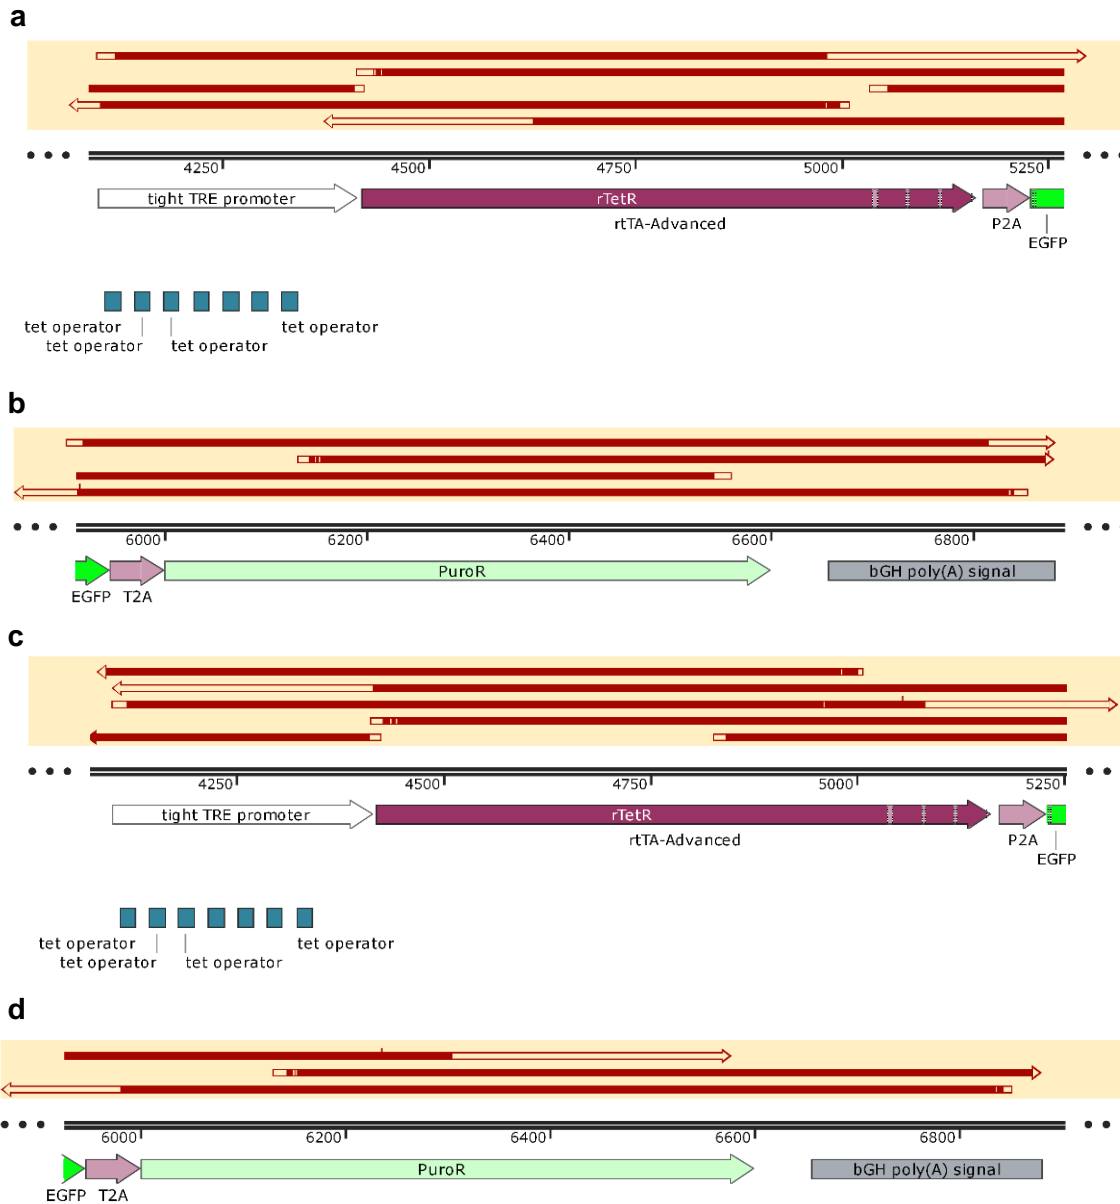 a
4250 4500 4750 5000 5250
tight TRE promoter rTetR
rtTA-Advanced P2A
EGFP
tet operator tet operator
tet operator tet operator
b
6000 6200 6400 6600 6800
PuroR bGH poly(A) signal
EGFP T2A
c
4250 4500 4750 5000 5250
tight TRE promoter rTetR
rtTA-Advanced P2A
EGFP
tet operator tet operator
tet operator tet operator
d
6000 6200 6400 6600 6800
PuroR bGH poly(A) signal
EGFP T2A